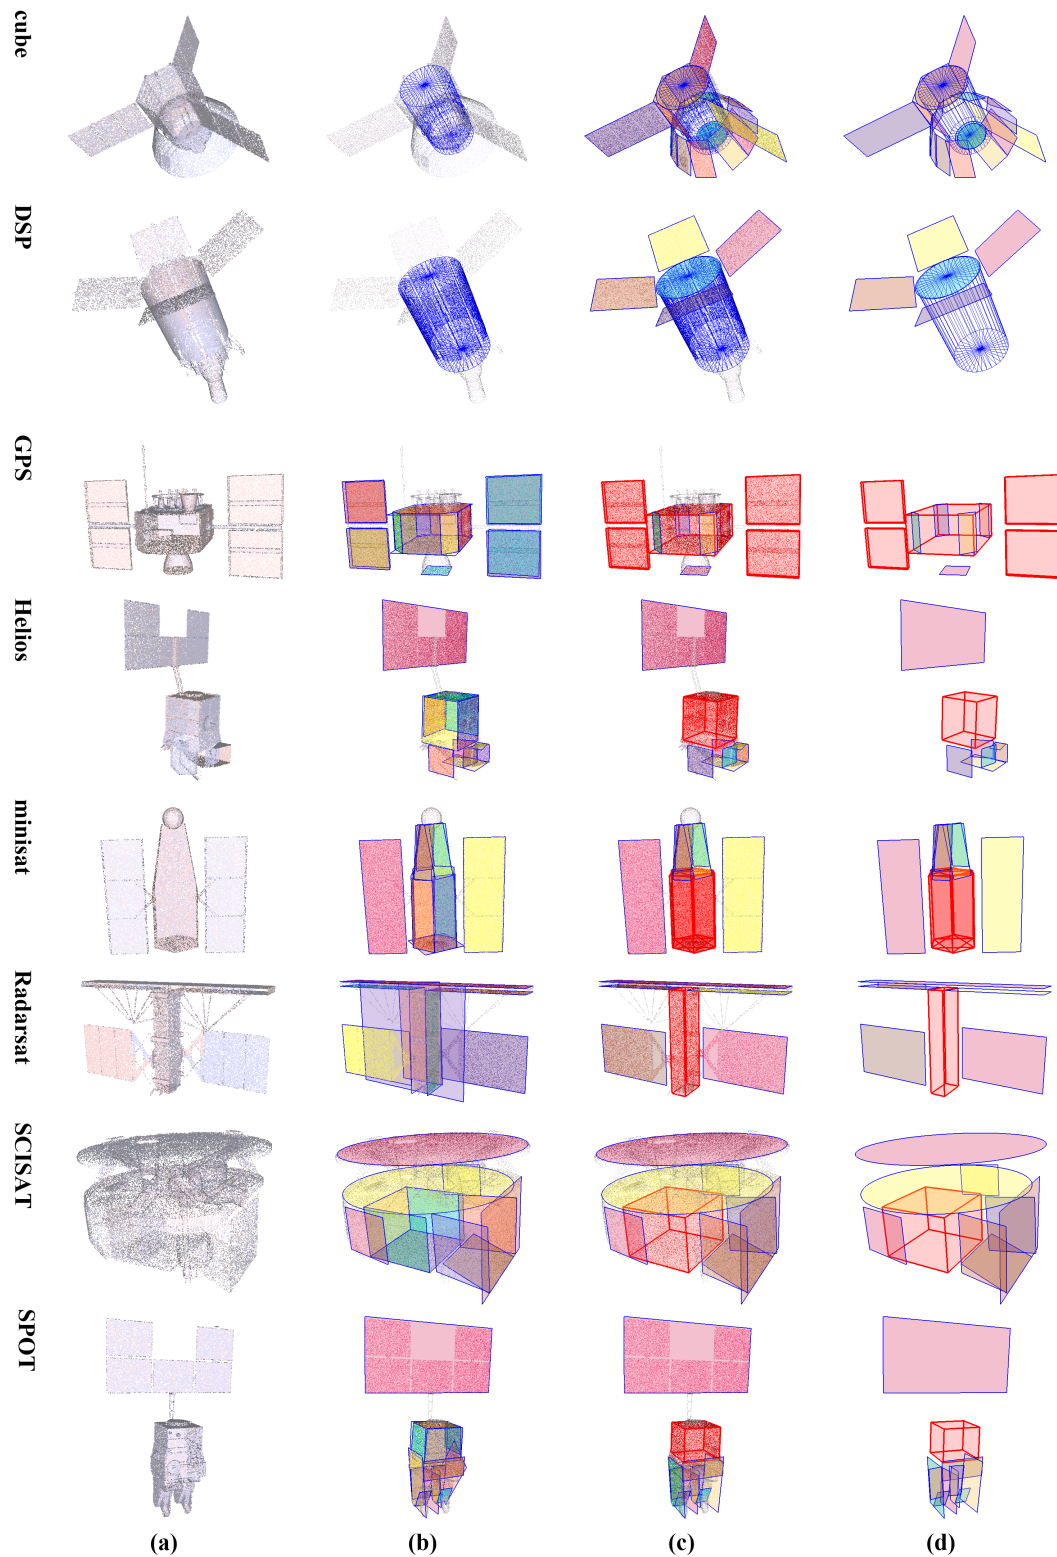 cube
DSP
GPS
Helios
minisat
Radarsat
SCISAT
SPOT
(a) (b) (c) (d)